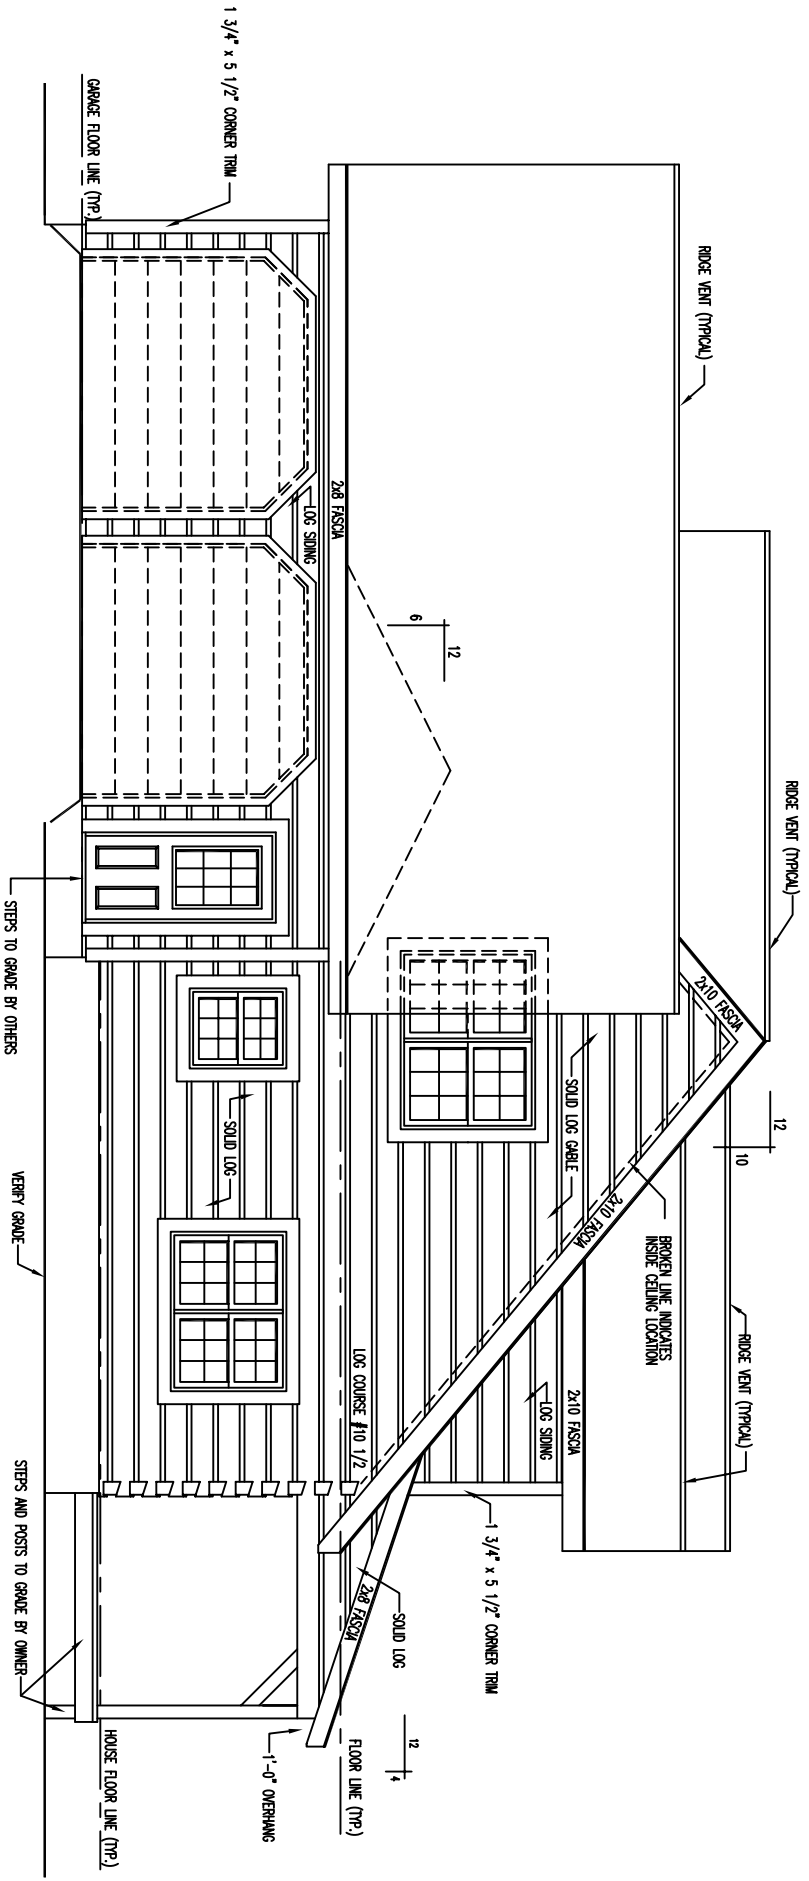 RIDGE VENT (TYPICAL)
RIDGE VENT (TYPICAL)
12
10
2x10 FASCIA
RIDGE VENT (TYPICAL)
BROKEN LINE INDICATES
INSIDE CEILING LOCATION
2x10 FASCIA
2x10 FASCIA
SOLID LOG GABLE
LOG SIDING
1 3/4" x 5 1/2" CORNER TRIM
12
6
12
4
SOLID LOG
2x8 FASCIA
LOG COURSE #10 1/2
FLOOR LINE (TYP.)
2x8 FASCIA
LOG SIDING
1 3/4" x 5 1/2" CORNER TRIM
SOLID LOG
1'-0" OVERHANG
GARAGE FLOOR LINE (TYP.)
HOUSE FLOOR LINE (TYP.)
STEPS TO GRADE BY OTHERS
VERIFY GRADE
STEPS AND POSTS TO GRADE BY OWNER